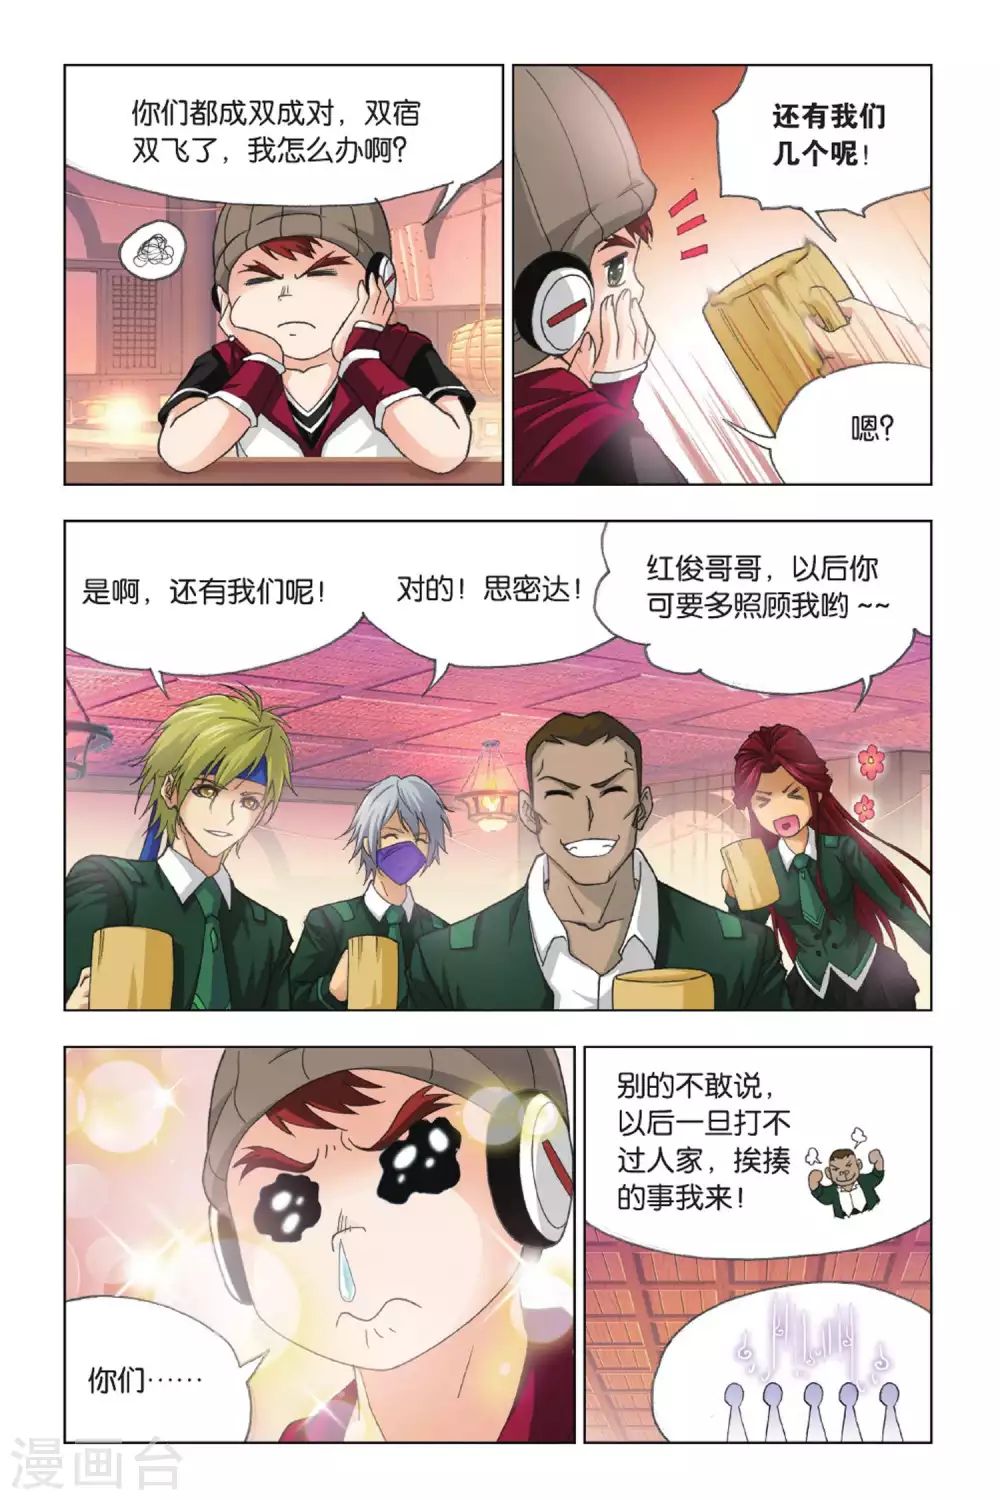 你们都成双成对，双宿
双飞了，我怎么办啊？
还有我们
几个呢！
嗯？
是啊，还有我们呢！
对的！思密达！
红俊哥哥，以后你
可要多照顾我哟～～
你们……
别的不敢说，
以后一旦打不
过人家，挨揍
的事我来！
漫画台